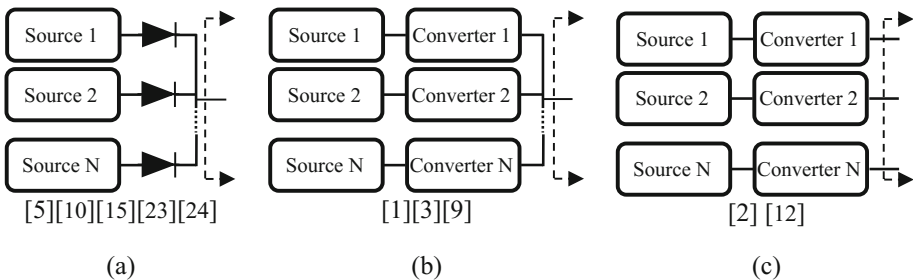 Source 1
Source 2
Source N
[5][10][15][23][24]
(a)
Source 1 Converter 1
Source 2 Converter 2
Source N Converter N
[1][3][9]
(b)
Source 1 Converter 1
Source 2 Converter 2
Source N Converter N
[2] [12]
(c)